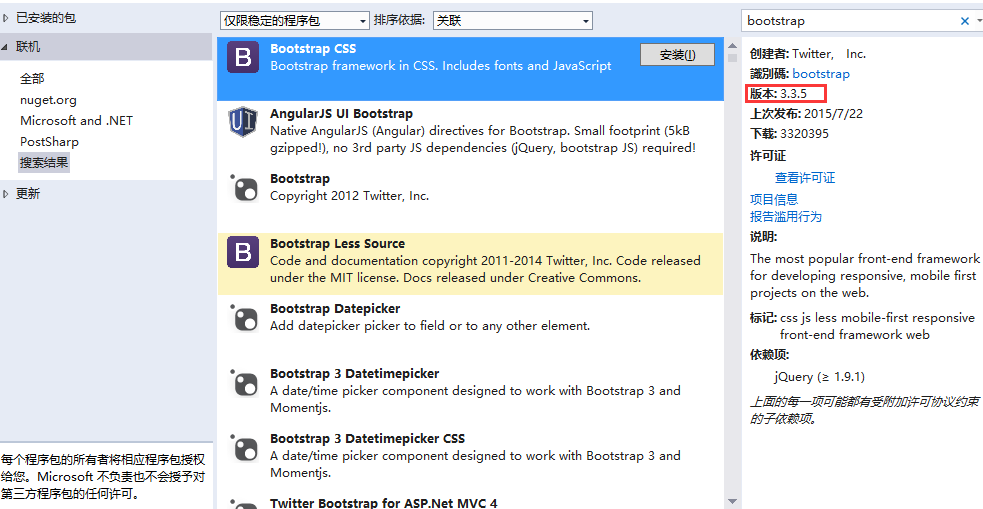 已安装的包
联机
全部
nuget.org
Microsoft and .NET
PostSharp
搜索结果
更新
每个程序包的所有者将相应程序包授权
给您。Microsoft 不负责也不会授予对
第三方程序包的任何许可。
仅限稳定的程序包 排序依据: 关联
Bootstrap CSS
Bootstrap framework in CSS. Includes fonts and JavaScript
安装(I)
AngularJS UI Bootstrap
Native AngularJS (Angular) directives for Bootstrap. Small footprint (5kB
gzipped!), no 3rd party JS dependencies (jQuery, bootstrap JS) required!
Bootstrap
Copyright 2012 Twitter, Inc.
Bootstrap Less Source
Code and documentation copyright 2011-2014 Twitter, Inc. Code released
under the MIT license. Docs released under Creative Commons.
Bootstrap Datepicker
Add datepicker picker to field or to any other element.
Bootstrap 3 Datetimepicker
A date/time picker component designed to work with Bootstrap 3 and
Momentjs.
Bootstrap 3 Datetimepicker CSS
A date/time picker component designed to work with Bootstrap 3 and
Momentjs.
Twitter Bootstrap for ASP.Net MVC 4
bootstrap
创建者: Twitter, Inc.
識別碼: bootstrap
版本: 3.3.5
上次发布: 2015/7/22
下载: 3320395
许可证
查看许可证
项目信息
报告滥用行为
说明:
The most popular front-end framework
for developing responsive, mobile first
projects on the web.
标记: css js less mobile-first responsive
front-end framework web
依赖项:
jQuery (≥ 1.9.1)
上面的每一项可能都有受附加许可协议约束
的子依赖项。